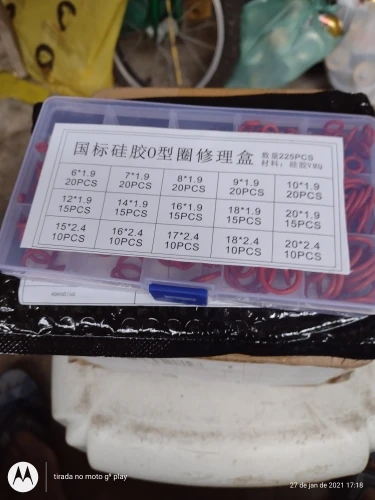 国标硅胶O型圈修理盒 数量225PCS
材料：硅胶VMQ
6*1.9 7*1.9 8*1.9 9*1.9 10*1.9
20PCS 20PCS 20PCS 20PCS 20PCS
12*1.9 14*1.9 16*1.9 18*1.9 20*1.9
15PCS 15PCS 15PCS 15PCS 15PCS
15*2.4 16*2.4 17*2.4 18*2.4 20*2.4
10PCS 10PCS 10PCS 10PCS 10PCS
tirada no moto g⁸ play
27 de jan de 2021 17:18